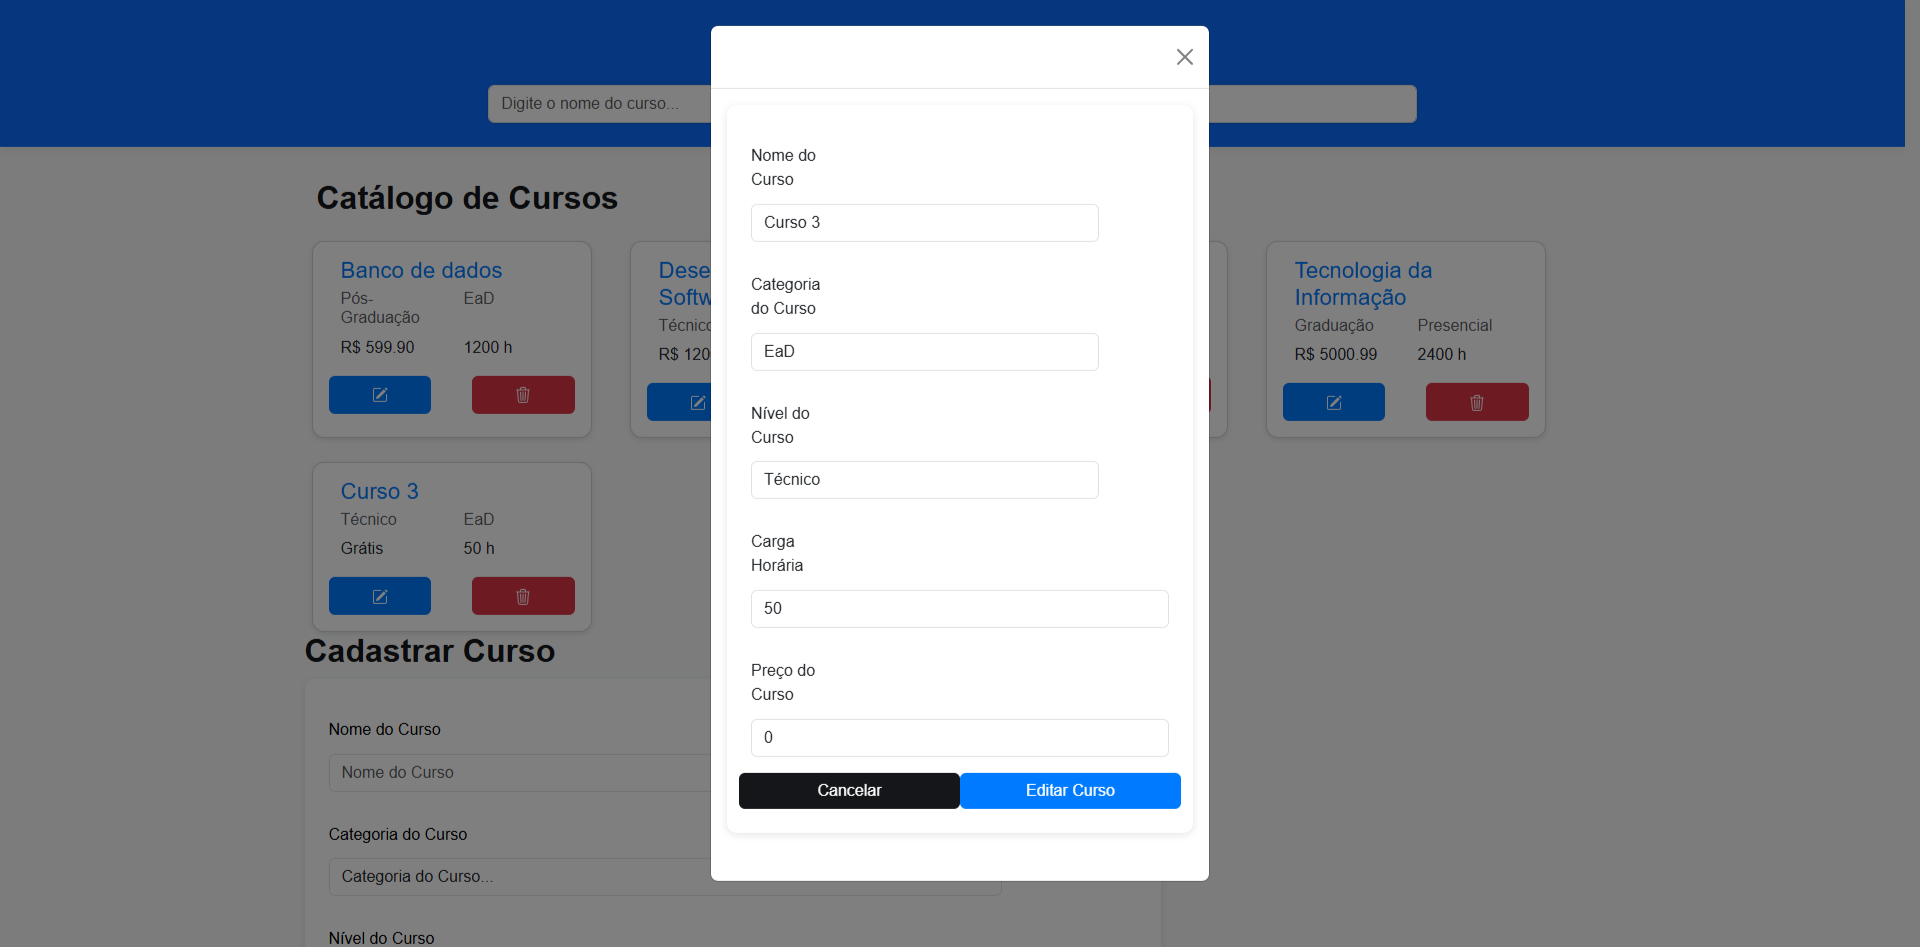 Digite o nome do curso...
Catálogo de Cursos
Banco de dados
Pós-
Graduação
EaD
R$ 599.90
1200 h
Técnico
R$ 120
Tecnologia da
Informação
Graduação
Presencial
R$ 5000.99
2400 h
Curso 3
Técnico
EaD
Grátis
50 h
Cadastrar Curso
Nome do Curso
Nome do Curso
Categoria do Curso
Categoria do Curso...
Nível do Curso
Nome do
Curso
Curso 3
Categoria
do Curso
EaD
Nível do
Curso
Técnico
Carga
Horária
50
Preço do
Curso
0
Cancelar
Editar Curso